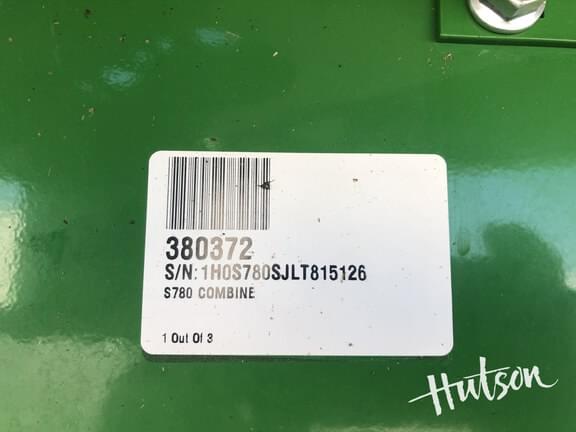 380372
S/N: 1H0S780SJLT815126
S780 COMBINE
1 Out Of 3
Hutson